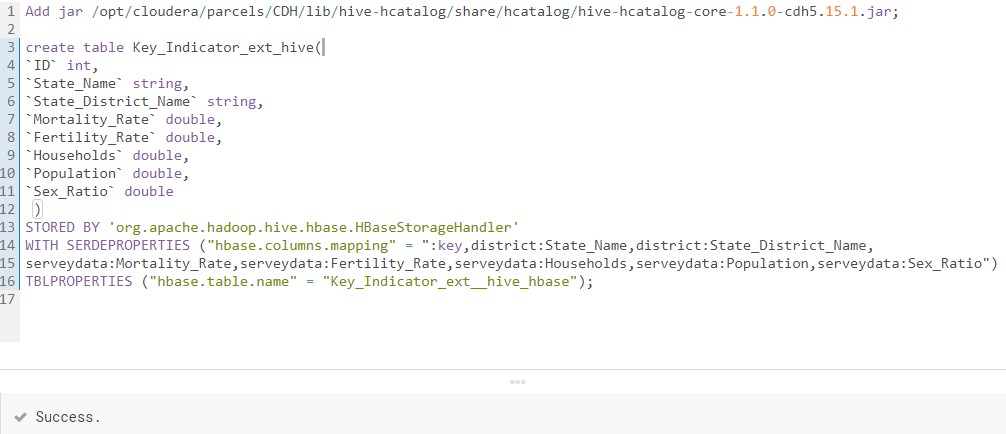 1 Add jar /opt/cloudera/parcels/CDH/lib/hive-hcatalog/share/hcatalog/hive-hcatalog-core-1.1.0-cdh5.15.1.jar;
2
3 create table Key_Indicator_ext_hive(
4 `ID` int,
5 `State_Name` string,
6 `State_District_Name` string,
7 `Mortality_Rate` double,
8 `Fertility_Rate` double,
9 `Households` double,
10 `Population` double,
11 `Sex_Ratio` double
12 )
13 STORED BY 'org.apache.hadoop.hive.hbase.HBaseStorageHandler'
14 WITH SERDEPROPERTIES ("hbase.columns.mapping" = ":key,district:State_Name,district:State_District_Name,
15 serveydata:Mortality_Rate,serveydata:Fertility_Rate,serveydata:Households,serveydata:Population,serveydata:Sex_Ratio")
16 TBLPROPERTIES ("hbase.table.name" = "Key_Indicator_ext__hive_hbase");
17
Success.